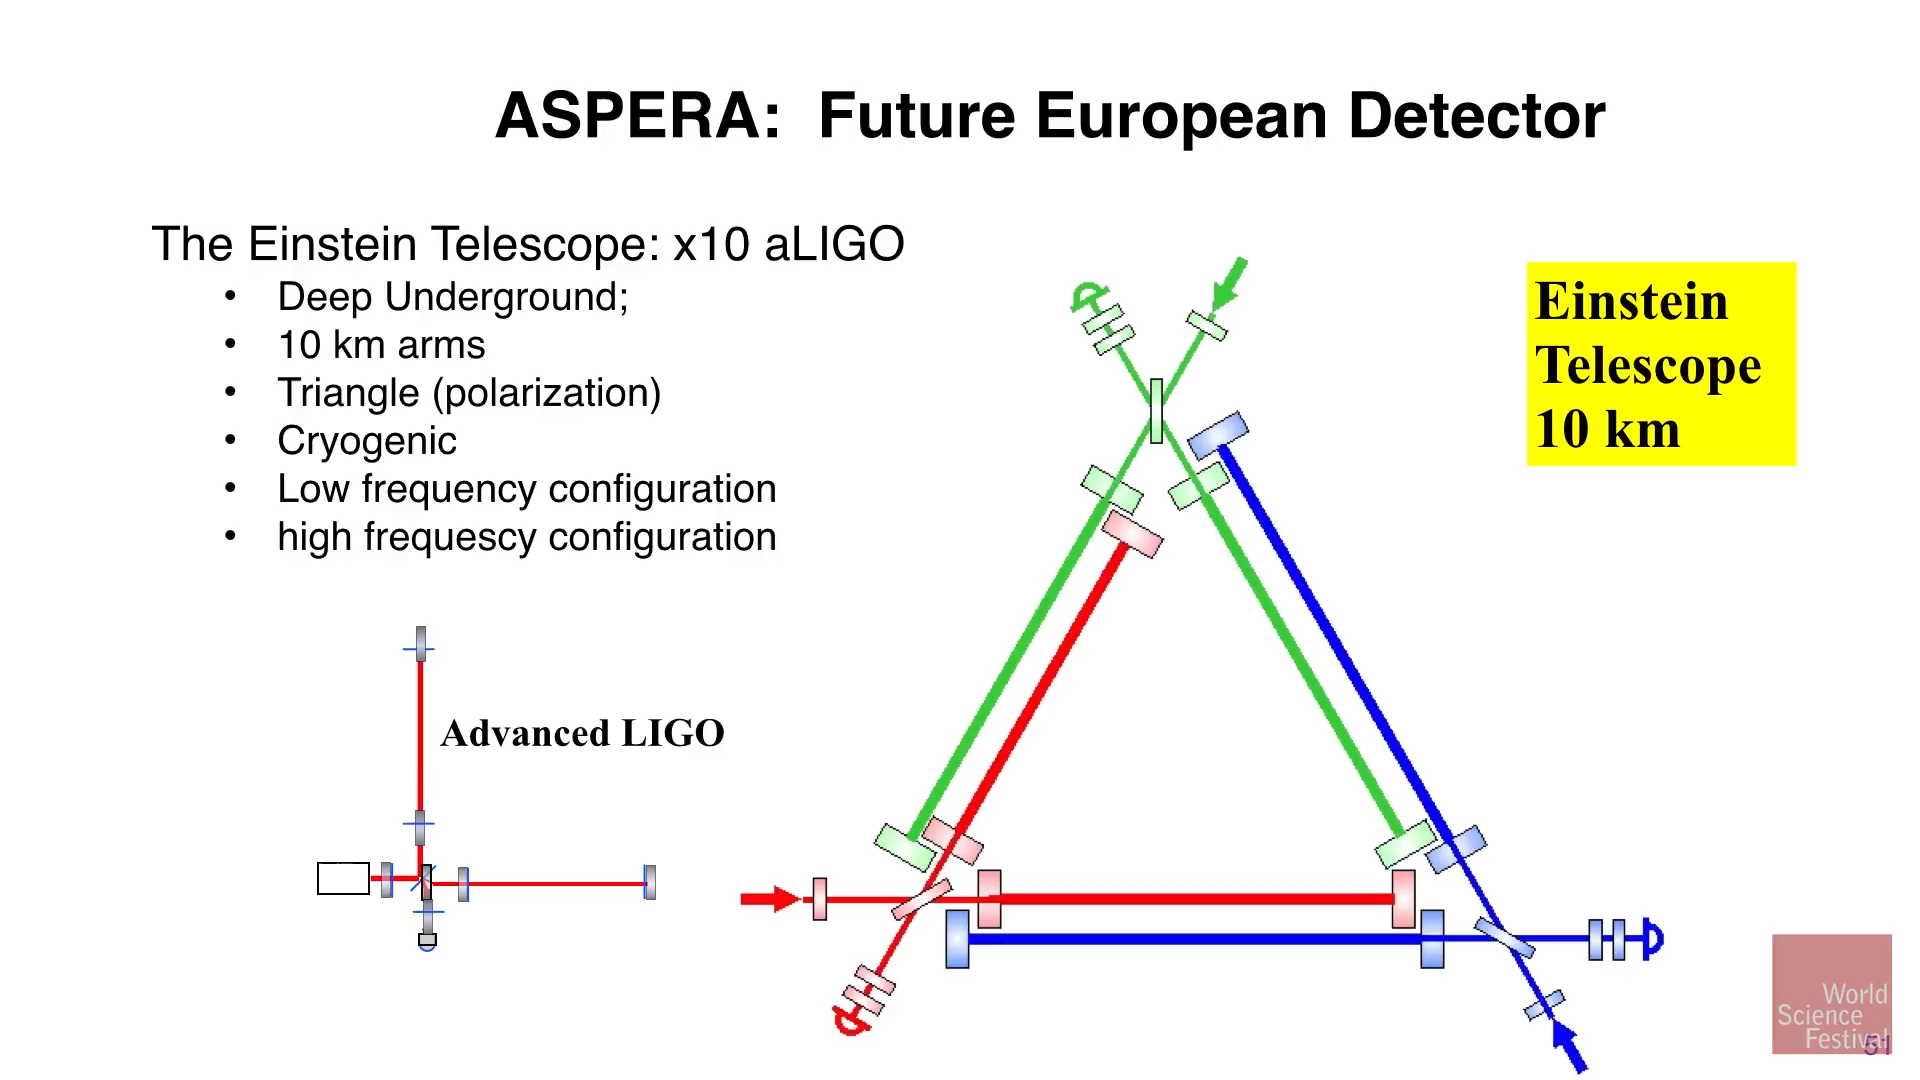 ASPERA: Future European Detector
The Einstein Telescope: x10 aLIGO
• Deep Underground;
• 10 km arms
• Triangle (polarization)
• Cryogenic
• Low frequency configuration
• high frequescy configuration
Einstein
Telescope
10 km
Advanced LIGO
World
Science
Festival
51